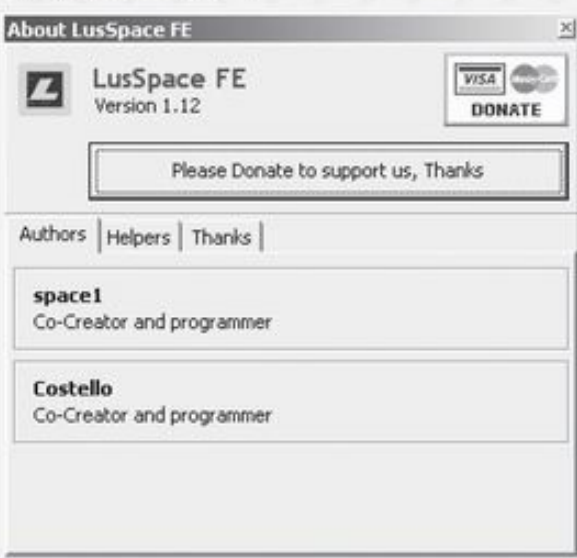 About LusSpace FE
LusSpace FE
Version 1.12
VISA MasterCard
DONATE
Please Donate to support us, Thanks
Authors Helpers Thanks
space1
Co-Creator and programmer
Costello
Co-Creator and programmer